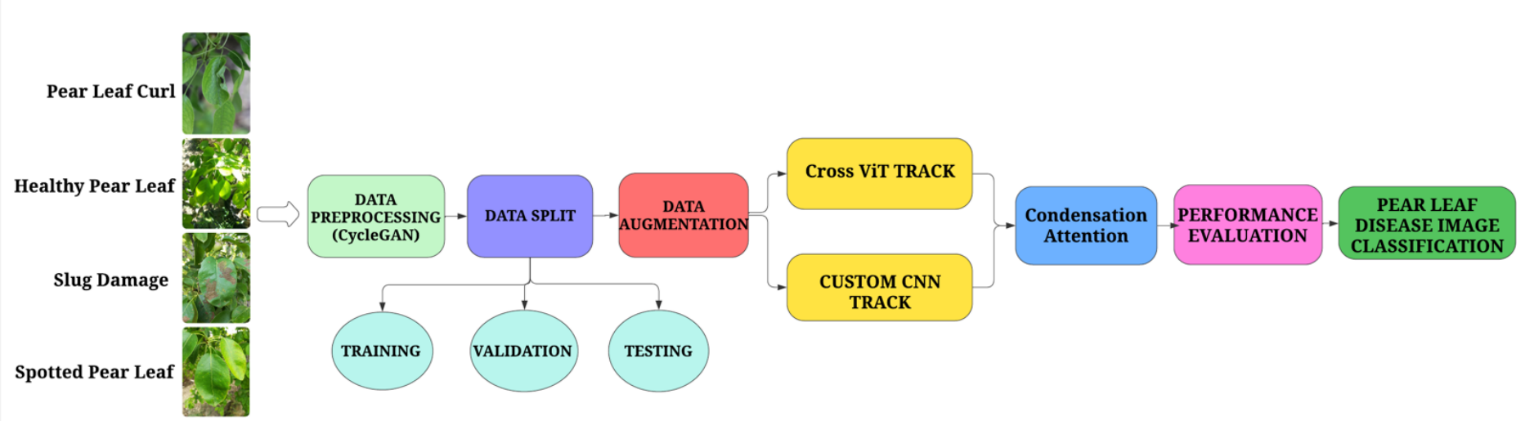 Pear Leaf Curl
Healthy Pear Leaf
Slug Damage
Spotted Pear Leaf
DATA
PREPROCESSING
(CycleGAN)
DATA SPLIT
TRAINING
VALIDATION
TESTING
DATA
AUGMENTATION
Cross ViT TRACK
CUSTOM CNN
TRACK
Condensation
Attention
PERFORMANCE
EVALUATION
PEAR LEAF
DISEASE IMAGE
CLASSIFICATION